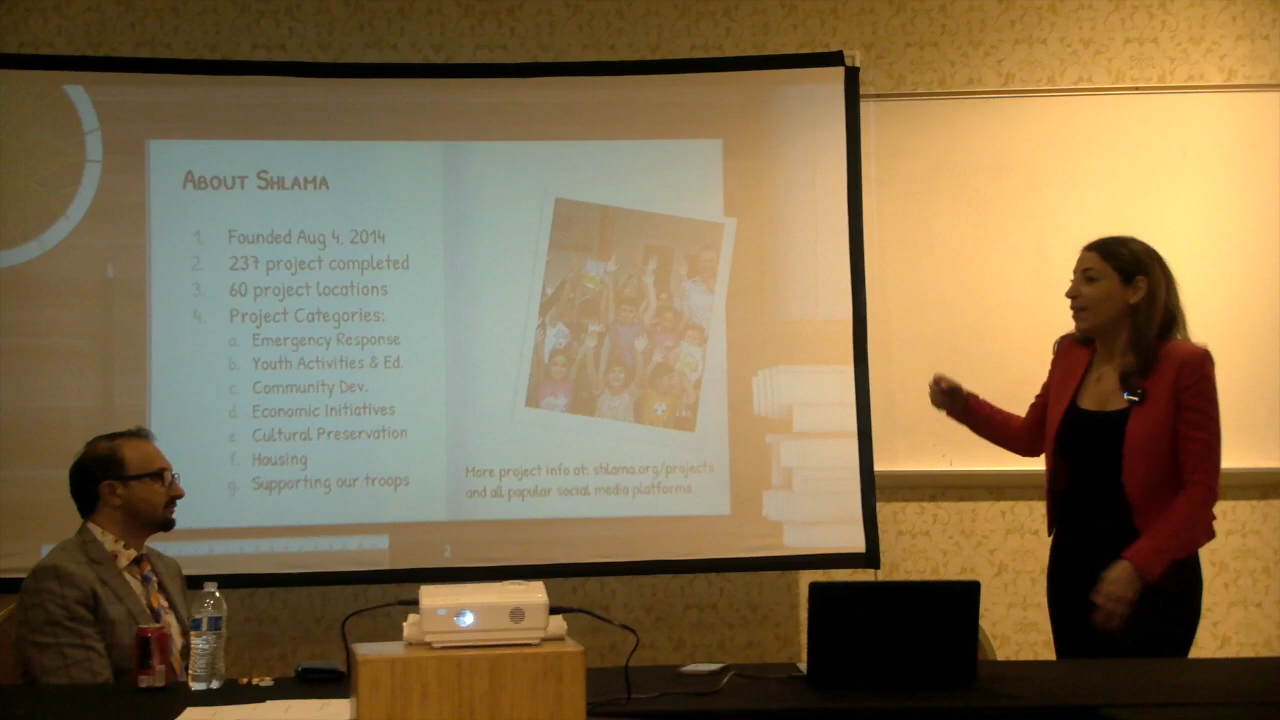 ABOUT SHLAMA
1. Founded Aug 4, 2014
2. 237 project completed
3. 60 project locations
4. Project Categories:
a. Emergency Response
b. Youth Activities & Ed.
c. Community Dev.
d. Economic Initiatives
e. Cultural Preservation
f. Housing
g. Supporting our troops
More project info at: shlama.org/projects
and all popular social media platforms.
2